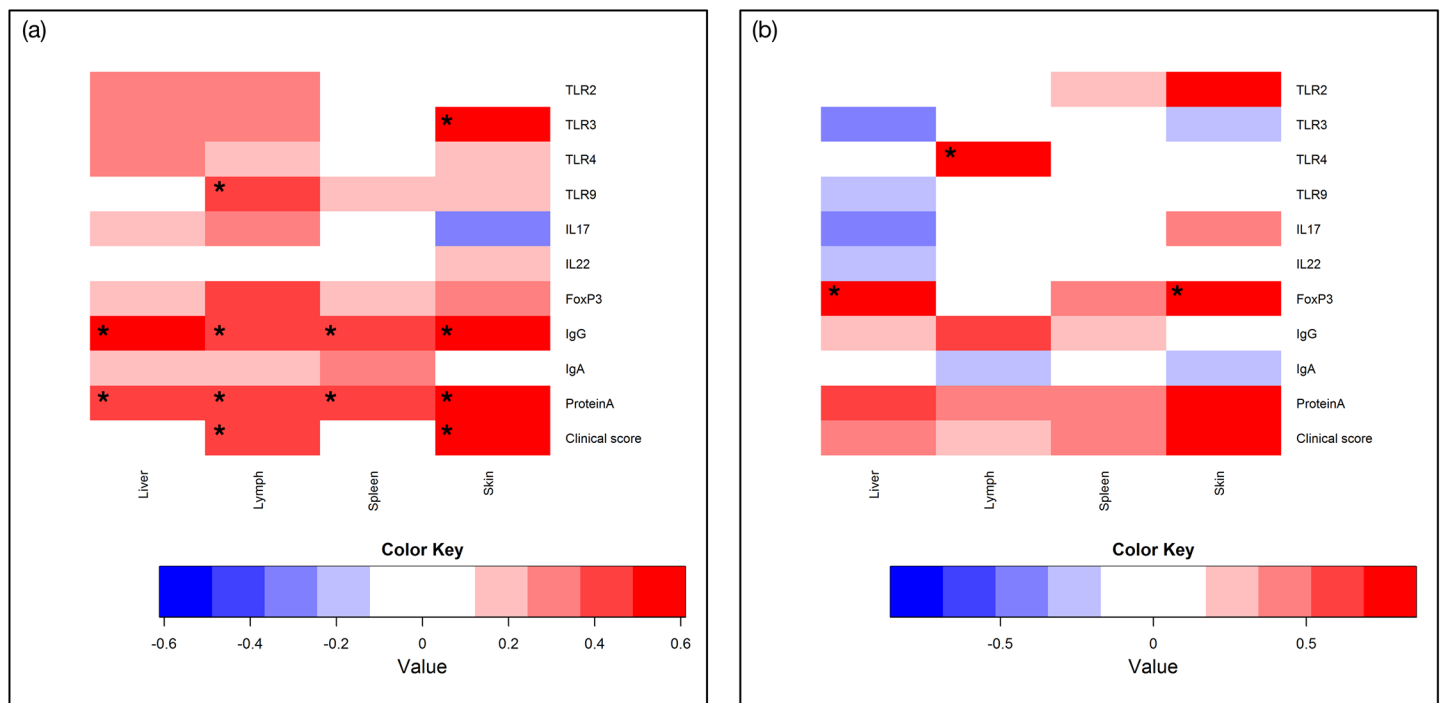 (a)
TLR2
TLR3
*
TLR4
TLR9
*
IL17
IL22
FoxP3
IgG
* * * *
IgA
ProteinA
* * * *
Clinical score
* *
Liver Lymph Spleen Skin
Color Key
-0.6 -0.4 -0.2 0 0.2 0.4 0.6
Value
(b)
TLR2
TLR3
TLR4
*
TLR9
IL17
IL22
FoxP3
* *
IgG
IgA
ProteinA
Clinical score
Liver Lymph Spleen Skin
Color Key
-0.5 0 0.5
Value